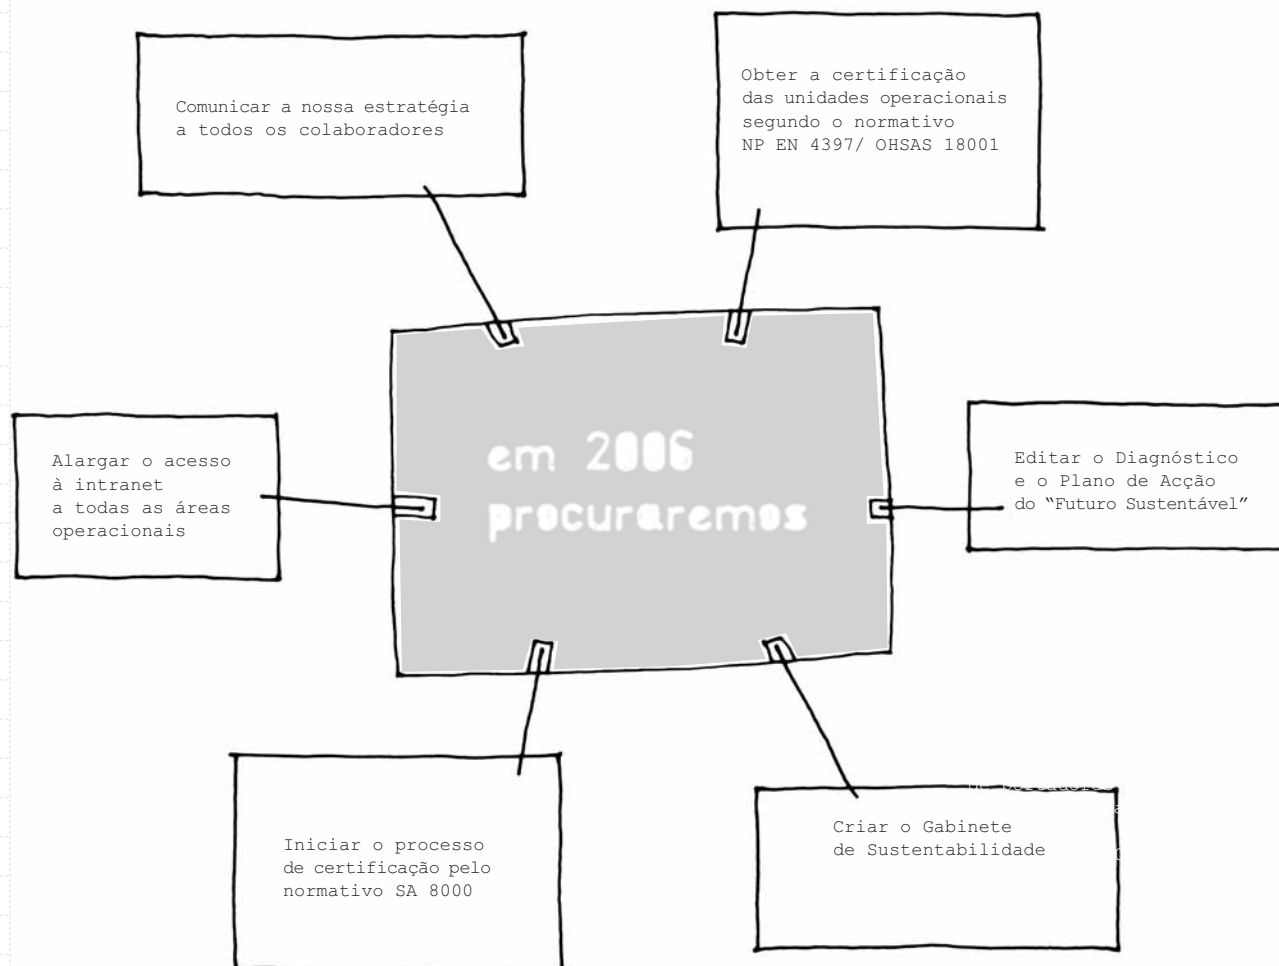 Comunicar a nossa estratégia
a todos os colaboradores
Obter a certificação
das unidades operacionais
segundo o normativo
NP EN 4397/ OHSAS 18001
Alargar o acesso
à intranet
a todas as áreas
operacionais
em 2006
procuraremos
Editar o Diagnóstico
e o Plano de Acção
do “Futuro Sustentável”
Iniciar o processo
de certificação pelo
normativo SA 8000
Criar o Gabinete
de Sustentabilidade